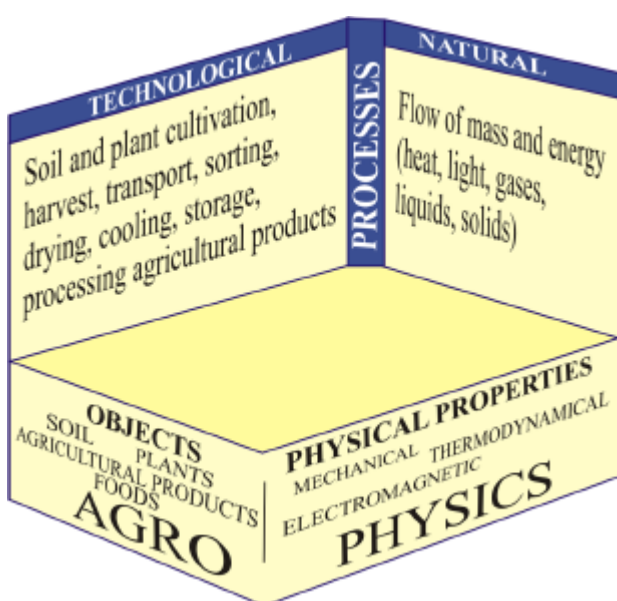 TECHNOLOGICAL
Soil and plant cultivation,
harvest, transport, sorting,
drying, cooling, storage,
processing agricultural products
PROCESSES
NATURAL
Flow of mass and energy
(heat, light, gases,
liquids, solids)
OBJECTS
SOIL PLANTS
AGRICULTURAL PRODUCTS
FOODS
AGRO
PHYSICAL PROPERTIES
MECHANICAL THERMODYNAMICAL
ELECTROMAGNETIC
PHYSICS